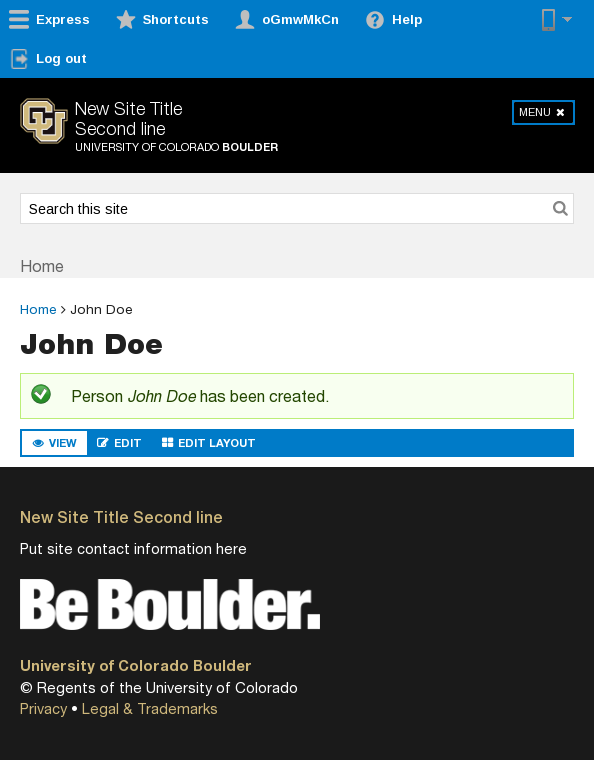 Express Shortcuts oGmwMkCn Help
Log out
New Site Title
Second line
UNIVERSITY OF COLORADO BOULDER
MENU
Search this site
Home
Home > John Doe
John Doe
Person John Doe has been created.
VIEW EDIT EDIT LAYOUT
New Site Title Second line
Put site contact information here
Be Boulder.
University of Colorado Boulder
© Regents of the University of Colorado
Privacy • Legal & Trademarks